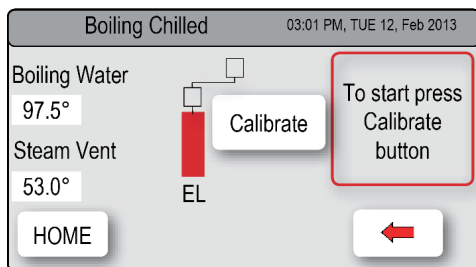 Boiling Chilled
03:01 PM, TUE 12, Feb 2013
Boiling Water
97.5°
Steam Vent
53.0°
EL
Calibrate
To start press
Calibrate
button
HOME